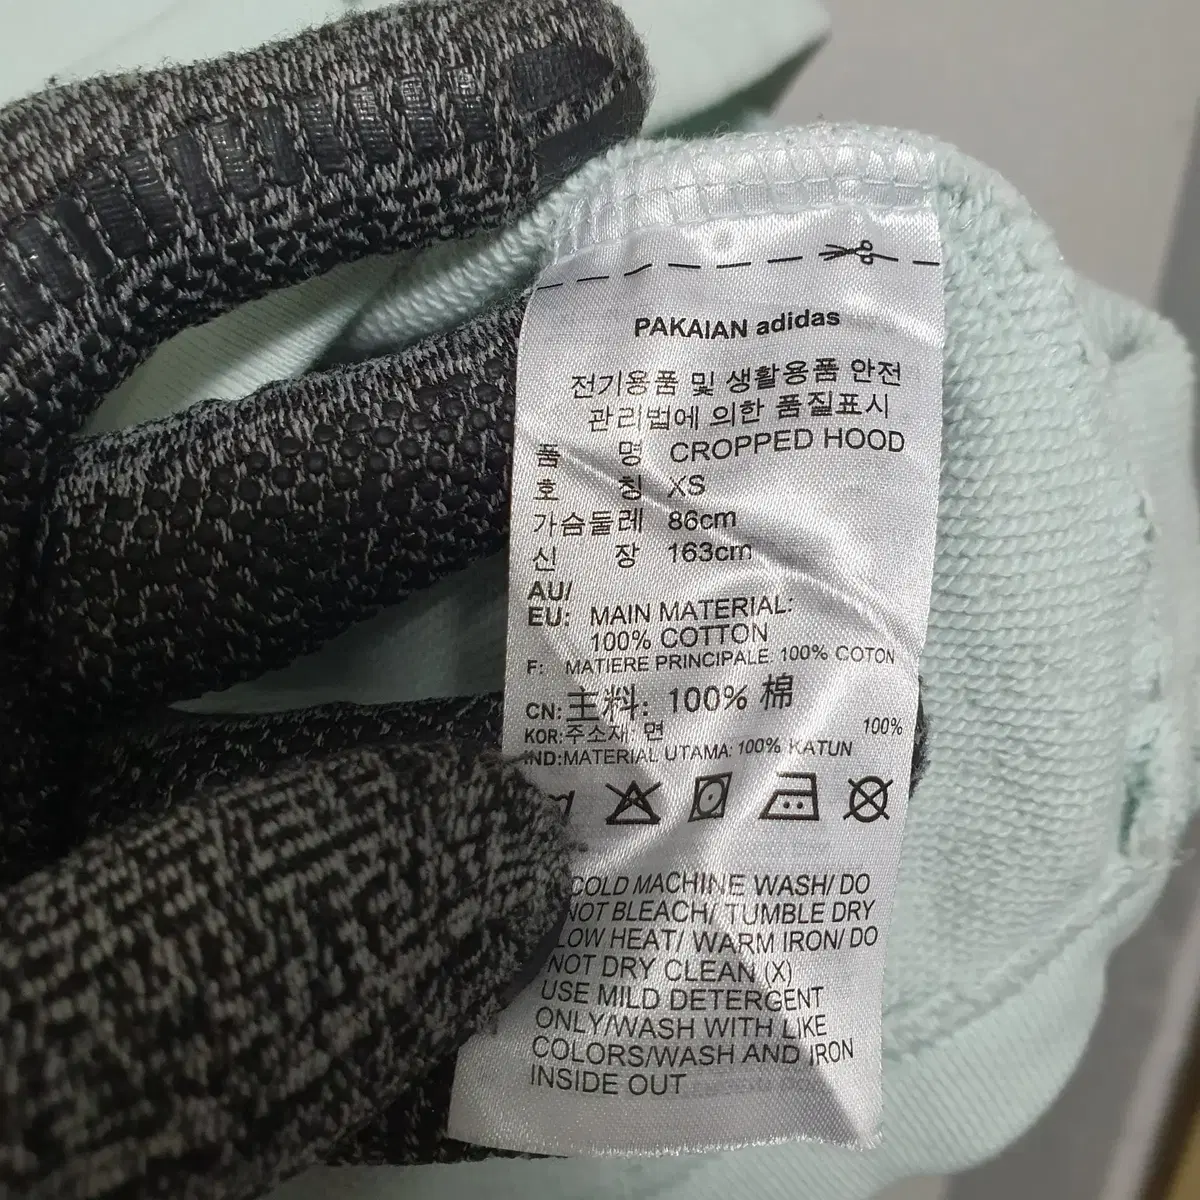 PAKAIAN adidas
전기용품 및 생활용품 안전
관리법에 의한 품질표시
품 명 CROPPED HOOD
호 칭 XS
가슴둘레 86cm
신 장 163cm
AU/
EU: MAIN MATERIAL:
100% COTTON
F: MATIERE PRINCIPALE: 100% COTON
CN: 主料: 100% 棉
KOR:주소재: 면 100%
IND:MATERIAL UTAMA: 100% KATUN
COLD MACHINE WASH/ DO
NOT BLEACH/ TUMBLE DRY
LOW HEAT/ WARM IRON/ DO
NOT DRY CLEAN (X)
USE MILD DETERGENT
ONLY/WASH WITH LIKE
COLORS/WASH AND IRON
INSIDE OUT